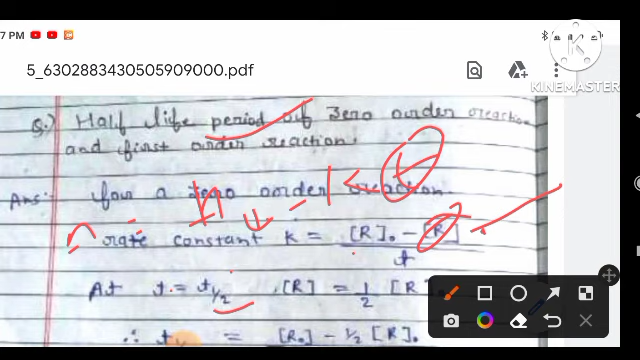 7 PM
K
KINEMASTER
5_6302883430505909000.pdf
Q.) Half life period of zero order reaction
and first order reaction.
Ans:- for a zero order reaction.
rate constant K = [R]₀ - [R]
t
At t = t1/2 , [R] = 1/2 [R]
∴ t = [R₀] - 1/2 [R]₀